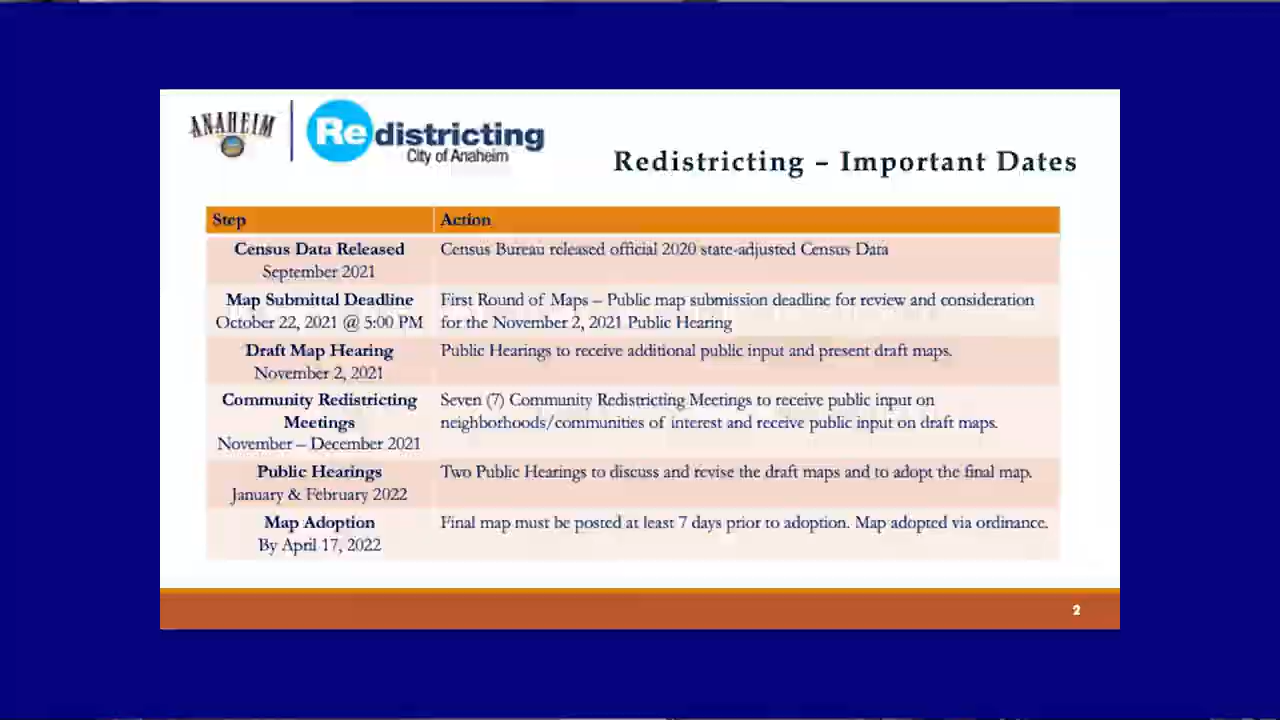 ANAHEIM
Redistricting
City of Anaheim
Redistricting – Important Dates
Step Action
Census Data Released Census Bureau released official 2020 state-adjusted Census Data
September 2021
Map Submittal Deadline First Round of Maps – Public map submission deadline for review and consideration
October 22, 2021 @ 5:00 PM for the November 2, 2021 Public Hearing
Draft Map Hearing Public Hearings to receive additional public input and present draft maps.
November 2, 2021
Community Redistricting Seven (7) Community Redistricting Meetings to receive public input on
Meetings neighborhoods/communities of interest and receive public input on draft maps.
November – December 2021
Public Hearings Two Public Hearings to discuss and revise the draft maps and to adopt the final map.
January & February 2022
Map Adoption Final map must be posted at least 7 days prior to adoption. Map adopted via ordinance.
By April 17, 2022
2